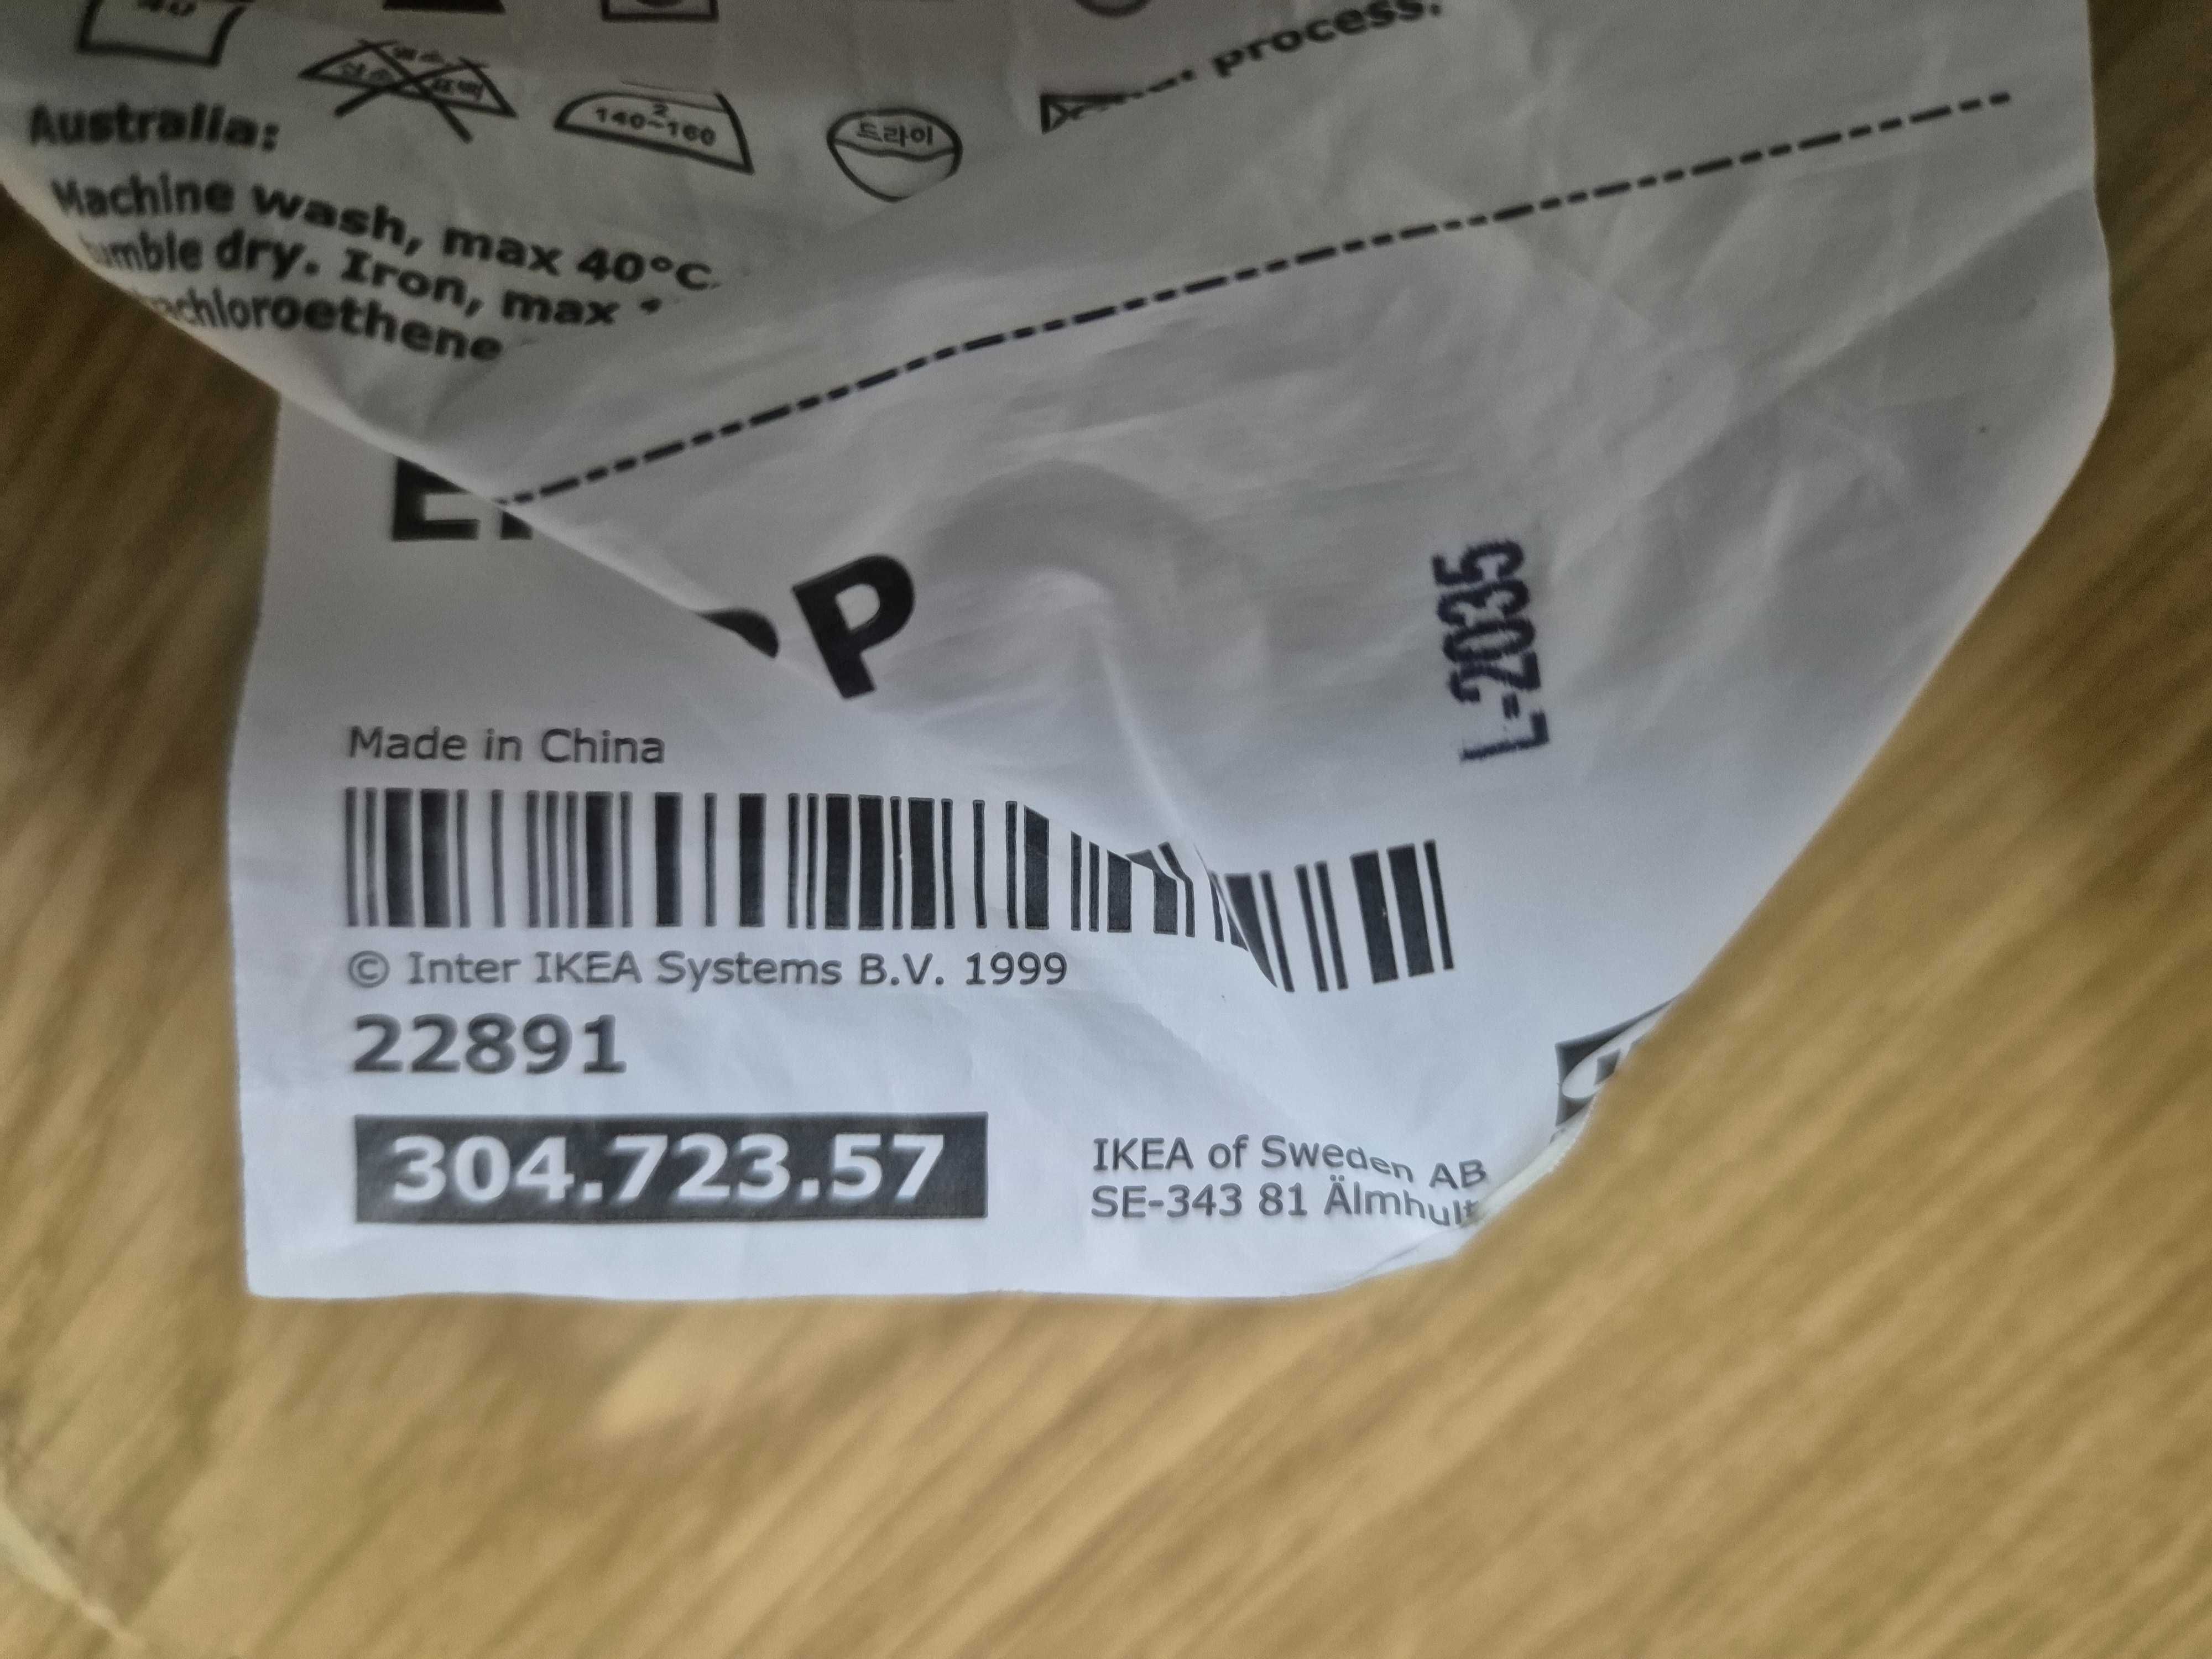 process.
140~160
드라이
Australia:
Machine wash, max 40°C.
dry. Iron, max
P
L-2035
Made in China
© Inter IKEA Systems B.V. 1999
22891
304.723.57
IKEA of Sweden AB
SE-343 81 Älmhult